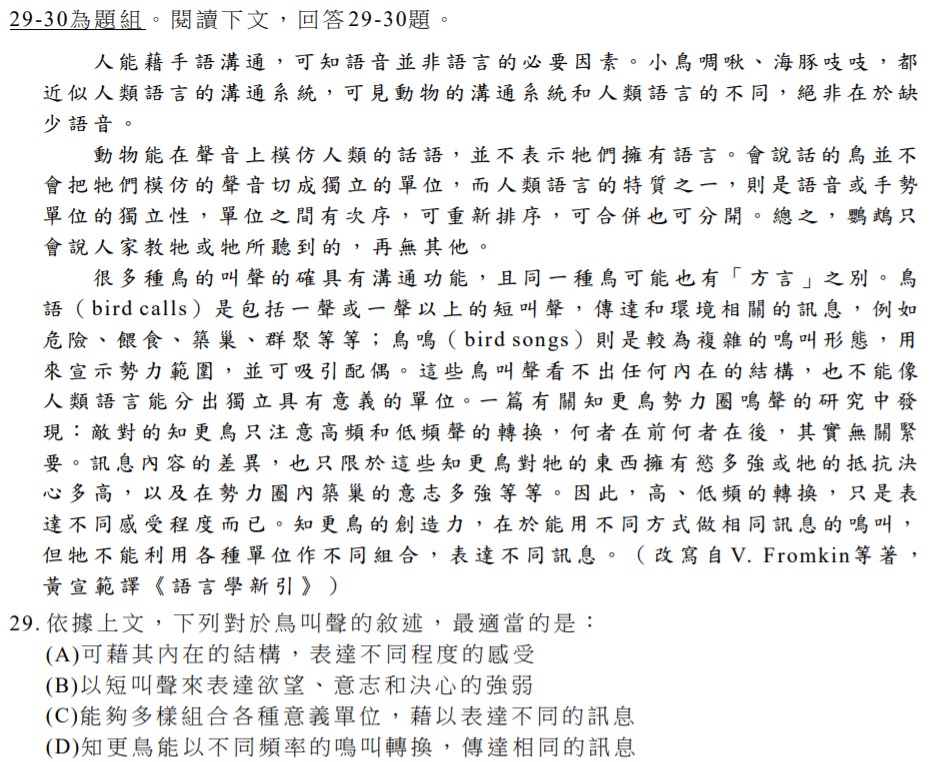 29-30為題組。閱讀下文，回答29-30題。
人能藉手語溝通，可知語音並非語言的必要因素。小鳥啁啾、海豚吱吱，都
近似人類語言的溝通系統，可見動物的溝通系統和人類語言的不同，絕非在於缺
少語音。
動物能在聲音上模仿人類的話語，並不表示牠們擁有語言。會說話的鳥並不
會把牠們模仿的聲音切成獨立的單位，而人類語言的特質之一，則是語音或手勢
單位的獨立性，單位之間有次序，可重新排序，可合併也可分開。總之，鸚鵡只
會說人家教牠或牠所聽到的，再無其他。
很多種鳥的叫聲的確具有溝通功能，且同一種鳥可能也有「方言」之別。鳥
語（bird calls）是包括一聲或一聲以上的短叫聲，傳達和環境相關的訊息，例如
危險、餵食、築巢、群聚等等；鳥鳴（bird songs）則是較為複雜的鳴叫形態，用
來宣示勢力範圍，並可吸引配偶。這些鳥叫聲看不出任何內在的結構，也不能像
人類語言能分出獨立具有意義的單位。一篇有關知更鳥勢力圈鳴聲的研究中發
現：敵對的知更鳥只注意高頻和低頻聲的轉換，何者在前何者在後，其實無關緊
要。訊息內容的差異，也只限於這些知更鳥對牠的東西擁有慾多強或牠的抵抗決
心多高，以及在勢力圈內築巢的意志多強等等。因此，高、低頻的轉換，只是表
達不同感受程度而已。知更鳥的創造力，在於能用不同方式做相同訊息的鳴叫，
但牠不能利用各種單位作不同組合，表達不同訊息。（改寫自V. Fromkin等著，
黃宣範譯《語言學新引》）
29.依據上文，下列對於鳥叫聲的敘述，最適當的是：
(A)可藉其內在的結構，表達不同程度的感受
(B)以短叫聲來表達欲望、意志和決心的強弱
(C)能夠多樣組合各種意義單位，藉以表達不同的訊息
(D)知更鳥能以不同頻率的鳴叫轉換，傳達相同的訊息